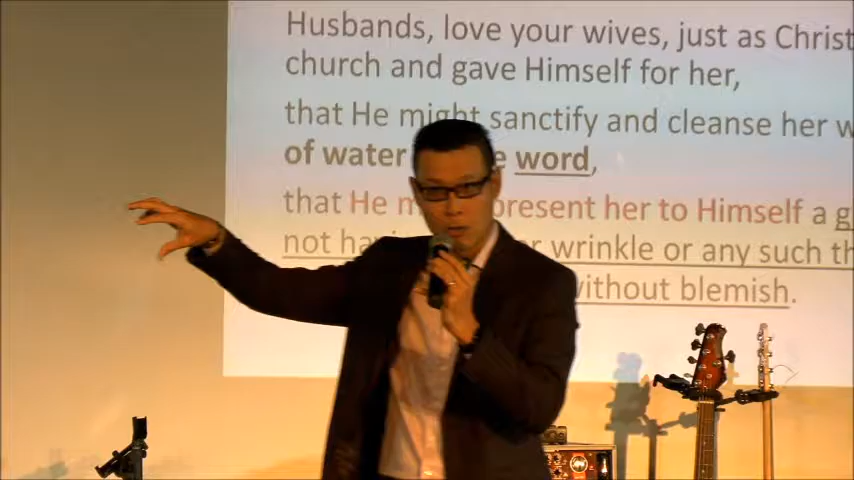 Husbands, love your wives, just as Christ
church and gave Himself for her,
that He might sanctify and cleanse her
of water word,
that He present her to Himself a
not wrinkle or any such
without blemish.